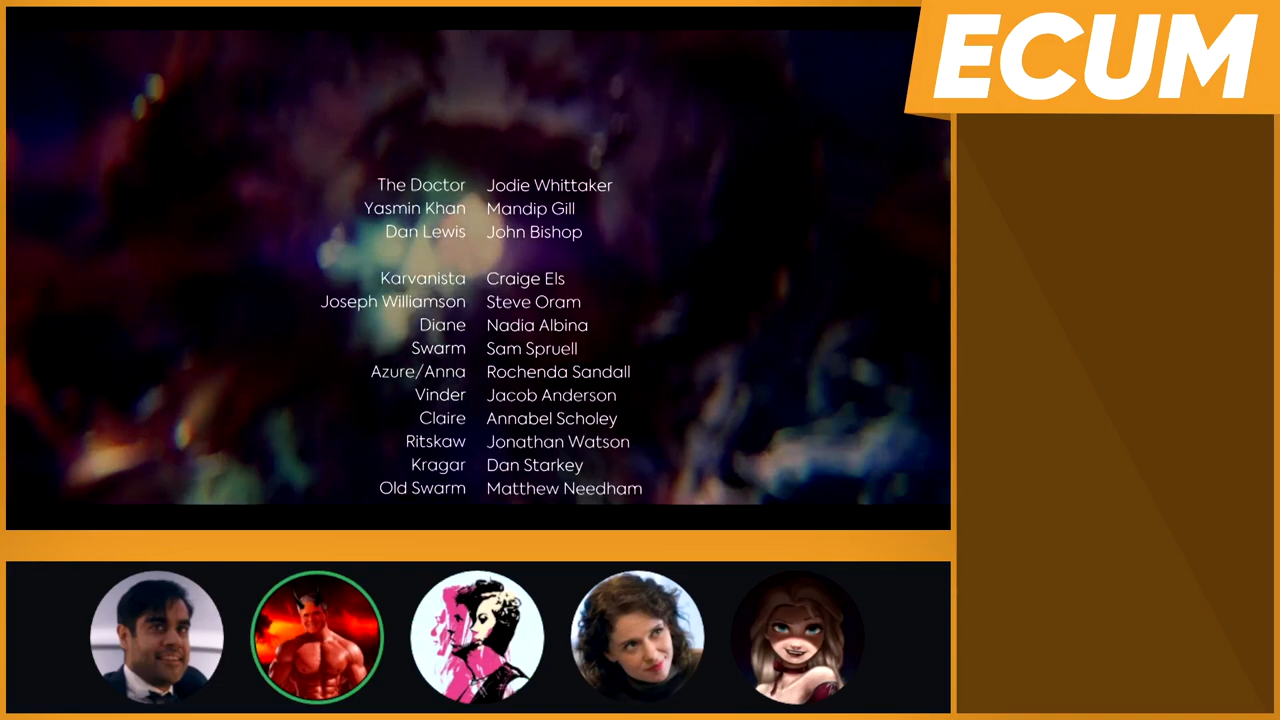 ECUM
The Doctor Jodie Whittaker
Yasmin Khan Mandip Gill
Dan Lewis John Bishop
Karvanista Craige Els
Joseph Williamson Steve Oram
Diane Nadia Albina
Swarm Sam Spruell
Azure/Anna Rochenda Sandall
Vinder Jacob Anderson
Claire Annabel Scholey
Ritskaw Jonathan Watson
Kragar Dan Starkey
Old Swarm Matthew Needham